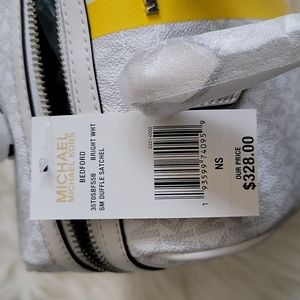 MICHAEL
MICHAEL KORS
BEDFORD
35T0SBFS5B BRIGHT WHT
SM DUFFLE SATCHEL
1 93599 74095 9
NS
OUR PRICE
$328.00